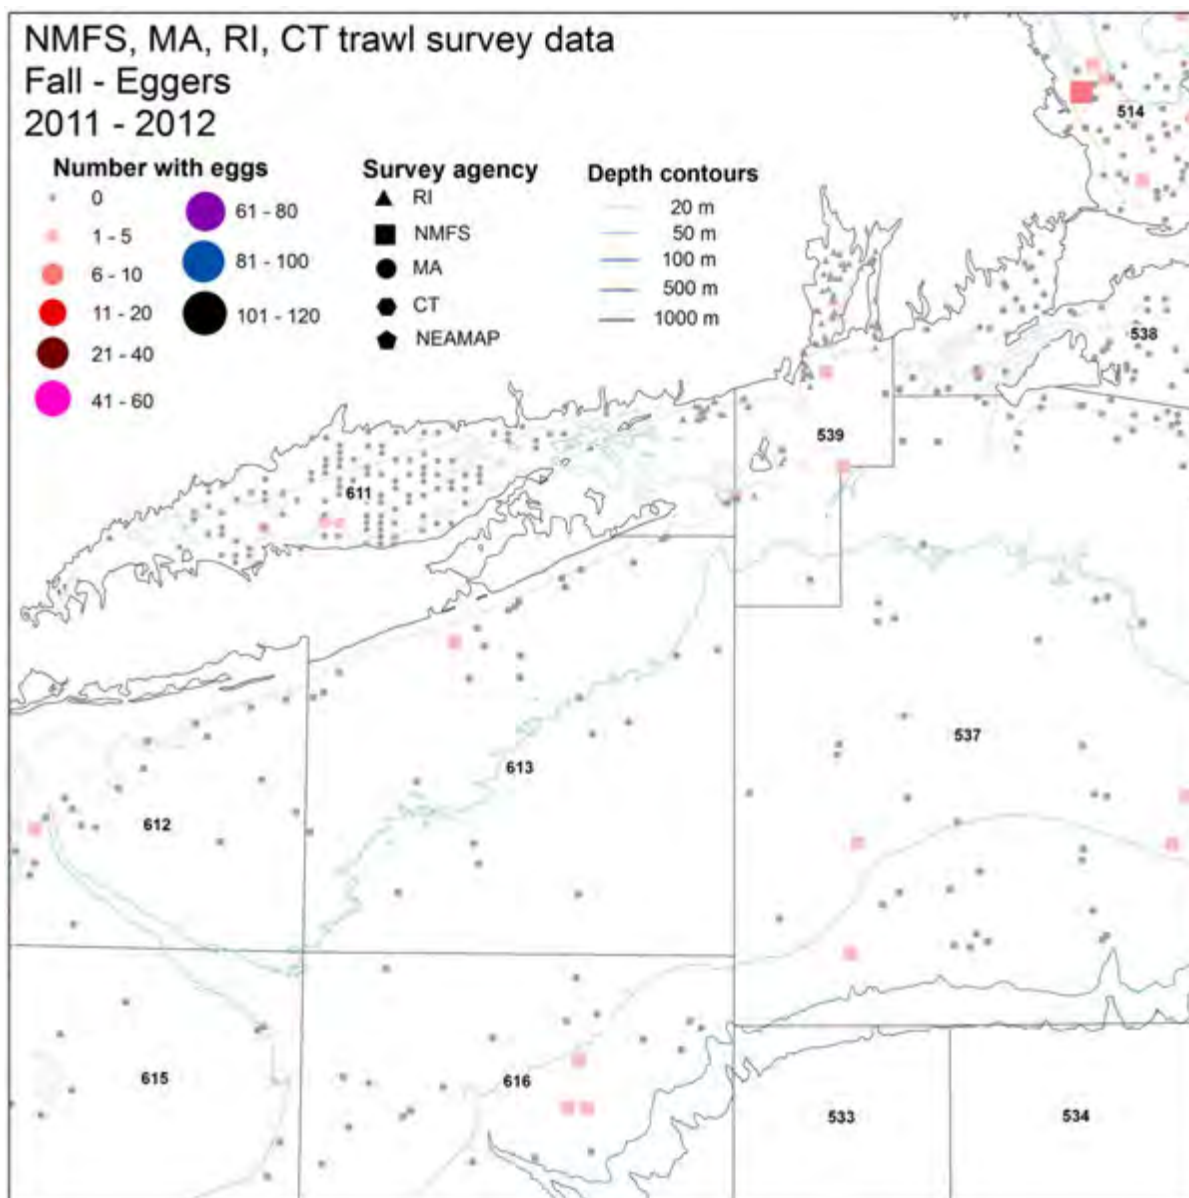 NMFS, MA, RI, CT trawl survey data
Fall - Eggers
2011 - 2012
Number with eggs
0
1 - 5
6 - 10
11 - 20
21 - 40
41 - 60
61 - 80
81 - 100
101 - 120
Survey agency
RI
NMFS
MA
CT
NEAMAP
Depth contours
20 m
50 m
100 m
500 m
1000 m
514
538
539
611
537
613
612
615
616
533
534